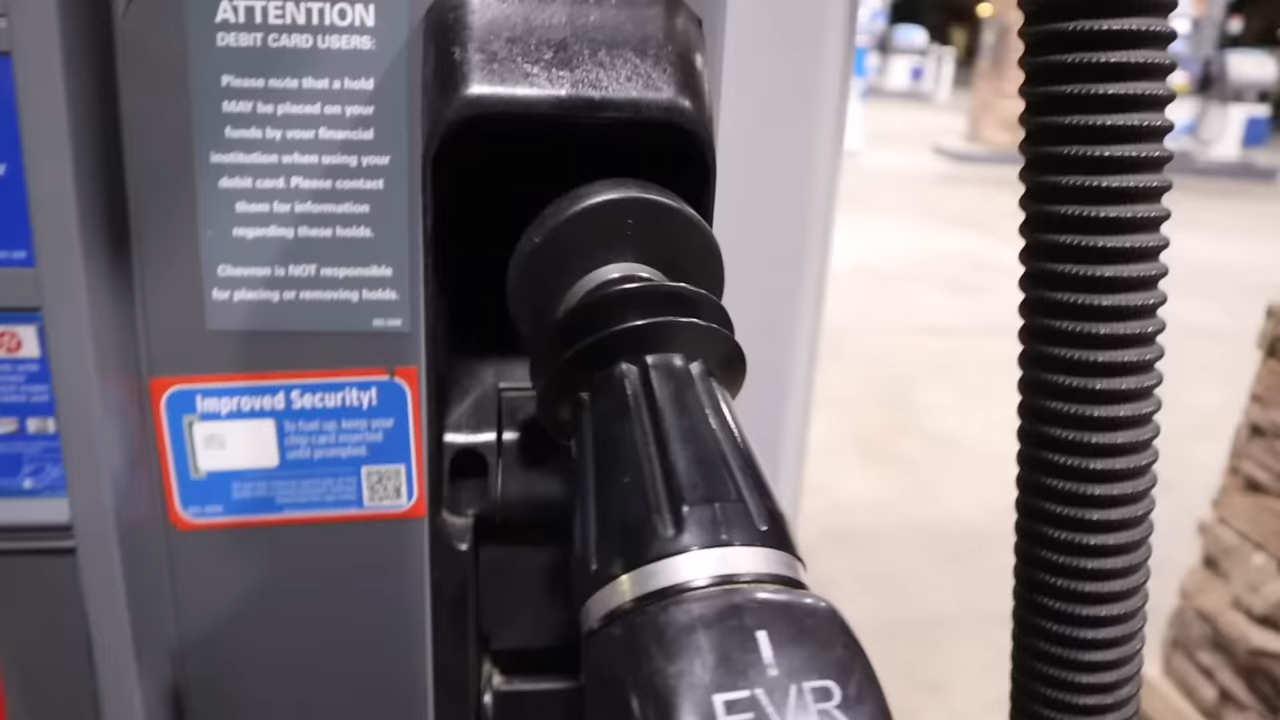 ATTENTION
DEBIT CARD USERS:
Please note that a hold
MAY be placed on your
funds by your financial
institution when using your
debit card. Please contact
them for information
regarding these holds.
Chevron is NOT responsible
for placing or removing holds.
Improved Security!
To fuel up, keep your
chip card inserted
until prompted.
EVR